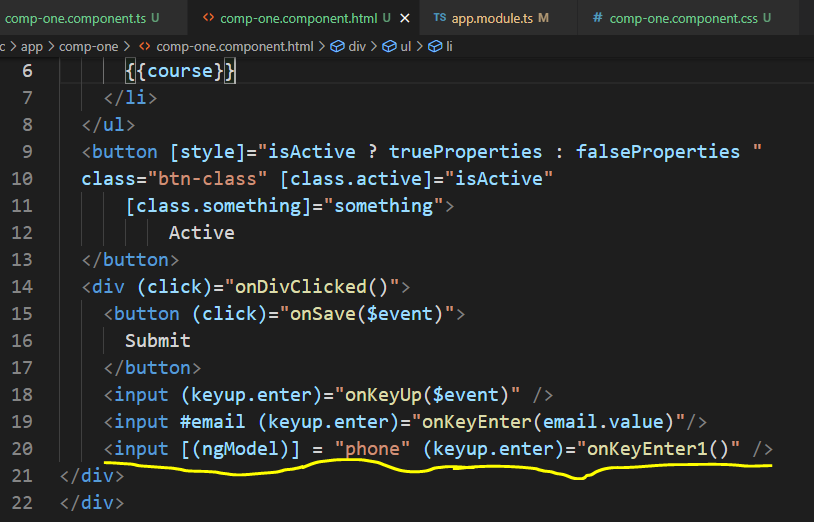 comp-one.component.ts U <> comp-one.component.html U × TS app.module.ts M # comp-one.component.css U
c > app > comp-one > <> comp-one.component.html > div > ul > li
6 {{course}}
7 </li>
8 </ul>
9 <button [style]="isActive ? trueProperties : falseProperties "
10 class="btn-class" [class.active]="isActive"
11 [class.something]="something">
12 Active
13 </button>
14 <div (click)="onDivClicked()">
15 <button (click)="onSave($event)">
16 Submit
17 </button>
18 <input (keyup.enter)="onKeyUp($event)" />
19 <input #email (keyup.enter)="onKeyEnter(email.value)"/>
20 <input [(ngModel)] = "phone" (keyup.enter)="onKeyEnter1()" />
21 </div>
22 </div>